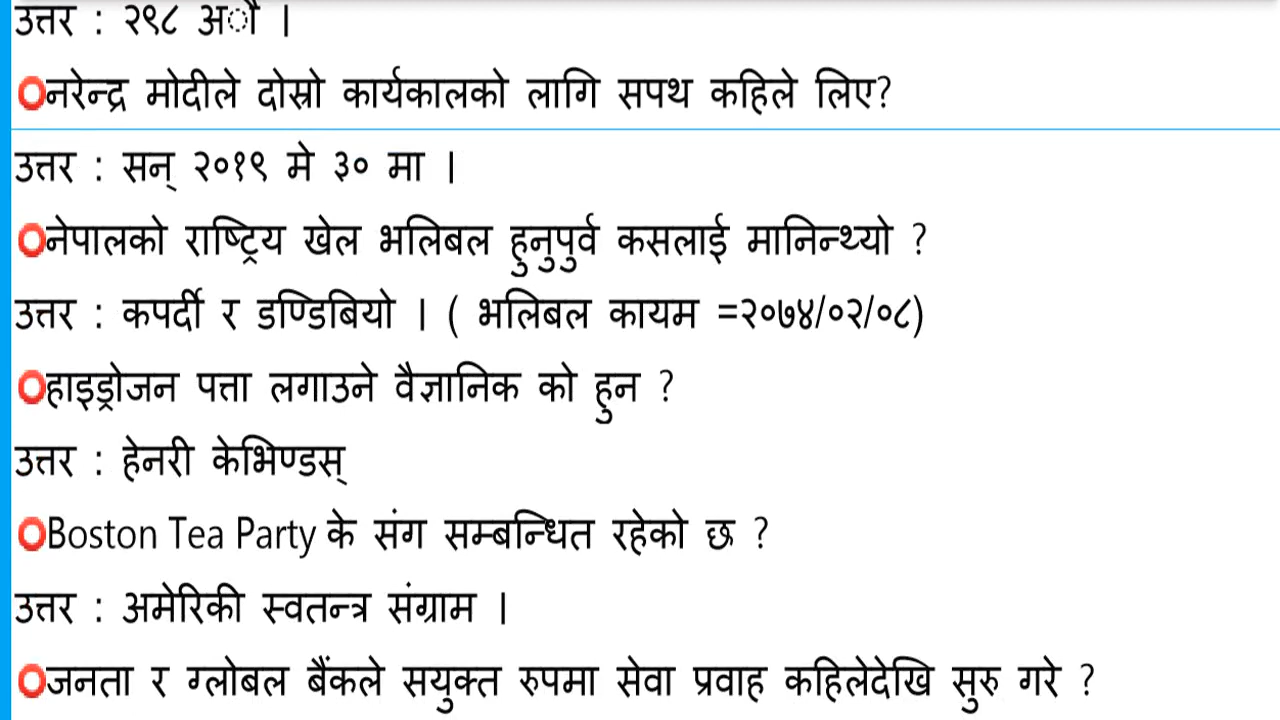 उत्तर : २९८ अौ ।
⭕नरेन्द्र मोदीले दोस्रो कार्यकालको लागि सपथ कहिले लिए?
उत्तर : सन् २०१९ मे ३० मा ।
⭕नेपालको राष्ट्रिय खेल भलिबल हुनुपुर्व कसलाई मानिन्थ्यो ?
उत्तर : कपर्दी र डण्डिबियो । ( भलिबल कायम =२०७४/०२/०८)
⭕हाइड्रोजन पत्ता लगाउने वैज्ञानिक को हुन ?
उत्तर : हेनरी केभिण्डस्
⭕Boston Tea Party के संग सम्बन्धित रहेको छ ?
उत्तर : अमेरिकी स्वतन्त्र संग्राम ।
⭕जनता र ग्लोबल बैंकले सयुक्त रुपमा सेवा प्रवाह कहिलेदेखि सुरु गरे ?